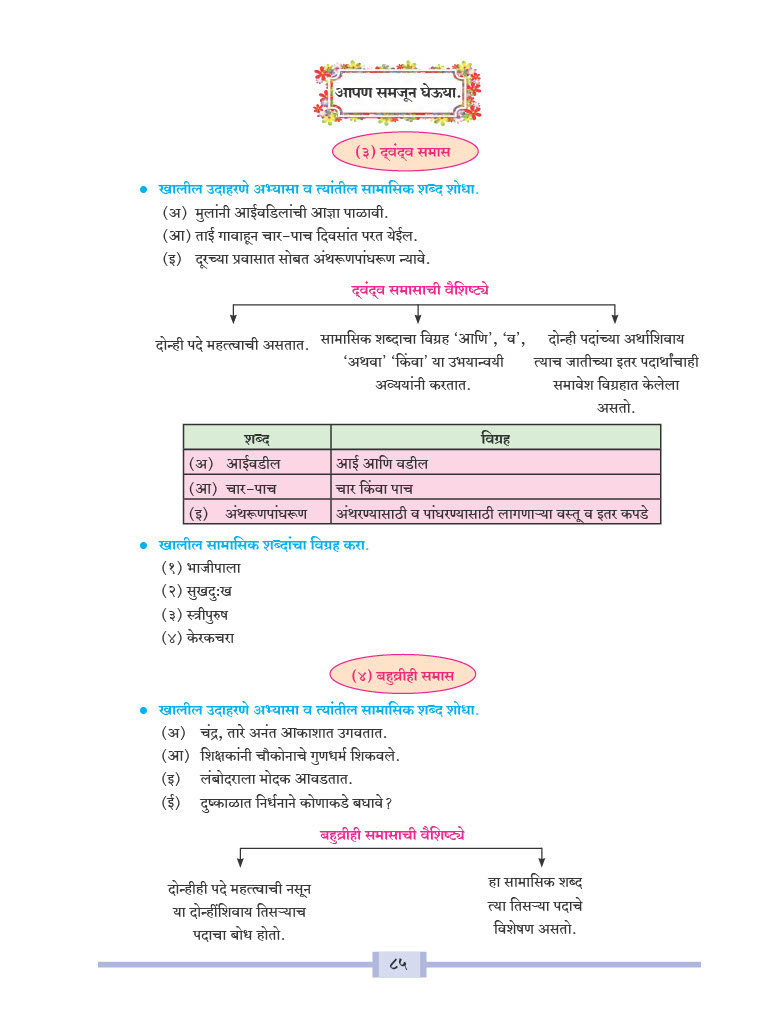 आपण समजून घेऊया.
(३) द्‌वंद्‌व समास
• खालील उदाहरणे अभ्यासा व त्यांतील सामासिक शब्द शोधा.
(अ) मुलांनी आईवडिलांची आज्ञा पाळावी.
(आ) ताई गावाहून चार-पाच दिवसांत परत येईल.
(इ) दूरच्या प्रवासात सोबत अंथरूणपांघरूण न्यावे.
द्‌वंद्‌व समासाची वैशिष्ट्ये
दोन्ही पदे महत्त्वाची असतात.
सामासिक शब्दाचा विग्रह ‘आणि’, ‘व’,
‘अथवा’ ‘किंवा’ या उभयान्वयी
अव्ययांनी करतात.
दोन्ही पदांच्या अर्थाशिवाय
त्याच जातीच्या इतर पदार्थांचाही
समावेश विग्रहात केलेला
असतो.
शब्द विग्रह
(अ) आईवडील आई आणि वडील
(आ) चार-पाच चार किंवा पाच
(इ) अंथरूणपांघरूण अंथरण्यासाठी व पांघरण्यासाठी लागणाऱ्या वस्तू व इतर कपडे
• खालील सामासिक शब्दांचा विग्रह करा.
(१) भाजीपाला
(२) सुखदुःख
(३) स्त्रीपुरुष
(४) केरकचरा
(४) बहुव्रीही समास
• खालील उदाहरणे अभ्यासा व त्यांतील सामासिक शब्द शोधा.
(अ) चंद्र, तारे अनंत आकाशात उगवतात.
(आ) शिक्षकांनी चौकोनाचे गुणधर्म शिकवले.
(इ) लंबोदराला मोदक आवडतात.
(ई) दुष्काळात निर्धनाने कोणाकडे बघावे ?
बहुव्रीही समासाची वैशिष्ट्ये
दोन्हीही पदे महत्त्वाची नसून
या दोन्हींशिवाय तिसऱ्याच
पदाचा बोध होतो.
हा सामासिक शब्द
त्या तिसऱ्या पदाचे
विशेषण असतो.
८५